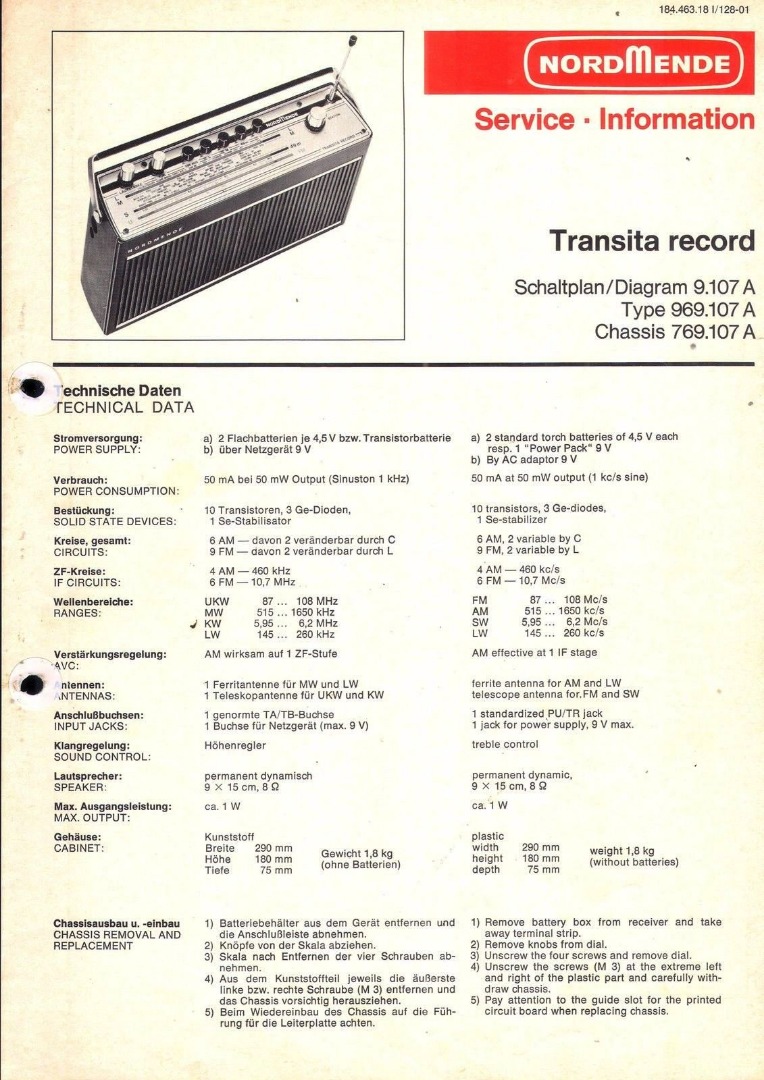 184.463.18 I/128-01
NORDMENDE
Service · Information
NORDMENDE
TRANSITA RECORD
NORDMENDE
Transita record
Schaltplan/Diagram 9.107 A
Type 969.107 A
Chassis 769.107 A
Technische Daten
TECHNICAL DATA
Stromversorgung:
POWER SUPPLY:
a) 2 Flachbatterien je 4,5 V bzw. Transistorbatterie
b) über Netzgerät 9 V
a) 2 standard torch batteries of 4,5 V each
resp. 1 "Power Pack" 9 V
b) By AC adaptor 9 V
Verbrauch:
POWER CONSUMPTION:
50 mA bei 50 mW Output (Sinuston 1 kHz)
50 mA at 50 mW output (1 kc/s sine)
Bestückung:
SOLID STATE DEVICES:
10 Transistoren, 3 Ge-Dioden,
1 Se-Stabilisator
10 transistors, 3 Ge-diodes,
1 Se-stabilizer
Kreise, gesamt:
CIRCUITS:
6 AM — davon 2 veränderbar durch C
9 FM — davon 2 veränderbar durch L
6 AM, 2 variable by C
9 FM, 2 variable by L
ZF-Kreise:
IF CIRCUITS:
4 AM — 460 kHz
6 FM — 10,7 MHz
4 AM — 460 kc/s
6 FM — 10,7 Mc/s
Wellenbereiche:
RANGES:
UKW 87 ... 108 MHz
MW 515 ... 1650 kHz
KW 5,95 ... 6,2 MHz
LW 145 ... 260 kHz
FM 87 ... 108 Mc/s
AM 515 ... 1650 kc/s
SW 5,95 ... 6,2 Mc/s
LW 145 ... 260 kc/s
Verstärkungsregelung:
AVC:
AM wirksam auf 1 ZF-Stufe
AM effective at 1 IF stage
Antennen:
ANTENNAS:
1 Ferritantenne für MW und LW
1 Teleskopantenne für UKW und KW
ferrite antenna for AM and LW
telescope antenna for FM and SW
Anschlußbuchsen:
INPUT JACKS:
1 genormte TA/TB-Buchse
1 Buchse für Netzgerät (max. 9 V)
1 standardized PU/TR jack
1 jack for power supply, 9 V max.
Klangregelung:
SOUND CONTROL:
Höhenregler
treble control
Lautsprecher:
SPEAKER:
permanent dynamisch
9 × 15 cm, 8 Ω
permanent dynamic,
9 × 15 cm, 8 Ω
Max. Ausgangsleistung:
MAX. OUTPUT:
ca. 1 W
ca. 1 W
Gehäuse:
CABINET:
Kunststoff
Breite 290 mm
Höhe 180 mm
Tiefe 75 mm
Gewicht 1,8 kg
(ohne Batterien)
plastic
width 290 mm
height 180 mm
depth 75 mm
weight 1,8 kg
(without batteries)
Chassisausbau u. -einbau
CHASSIS REMOVAL AND
REPLACEMENT
1) Batteriebehälter aus dem Gerät entfernen und
die Anschlußleiste abnehmen.
2) Knöpfe von der Skala abziehen.
3) Skala nach Entfernen der vier Schrauben ab-
nehmen.
4) Aus dem Kunststoffteil jeweils die äußerste
linke bzw. rechte Schraube (M 3) entfernen und
das Chassis vorsichtig herausziehen.
5) Beim Wiedereinbau des Chassis auf die Füh-
rung für die Leiterplatte achten.
1) Remove battery box from receiver and take
away terminal strip.
2) Remove knobs from dial.
3) Unscrew the four screws and remove dial.
4) Unscrew the screws (M 3) at the extreme left
and right of the plastic part and carefully with-
draw chassis.
5) Pay attention to the guide slot for the printed
circuit board when replacing chassis.